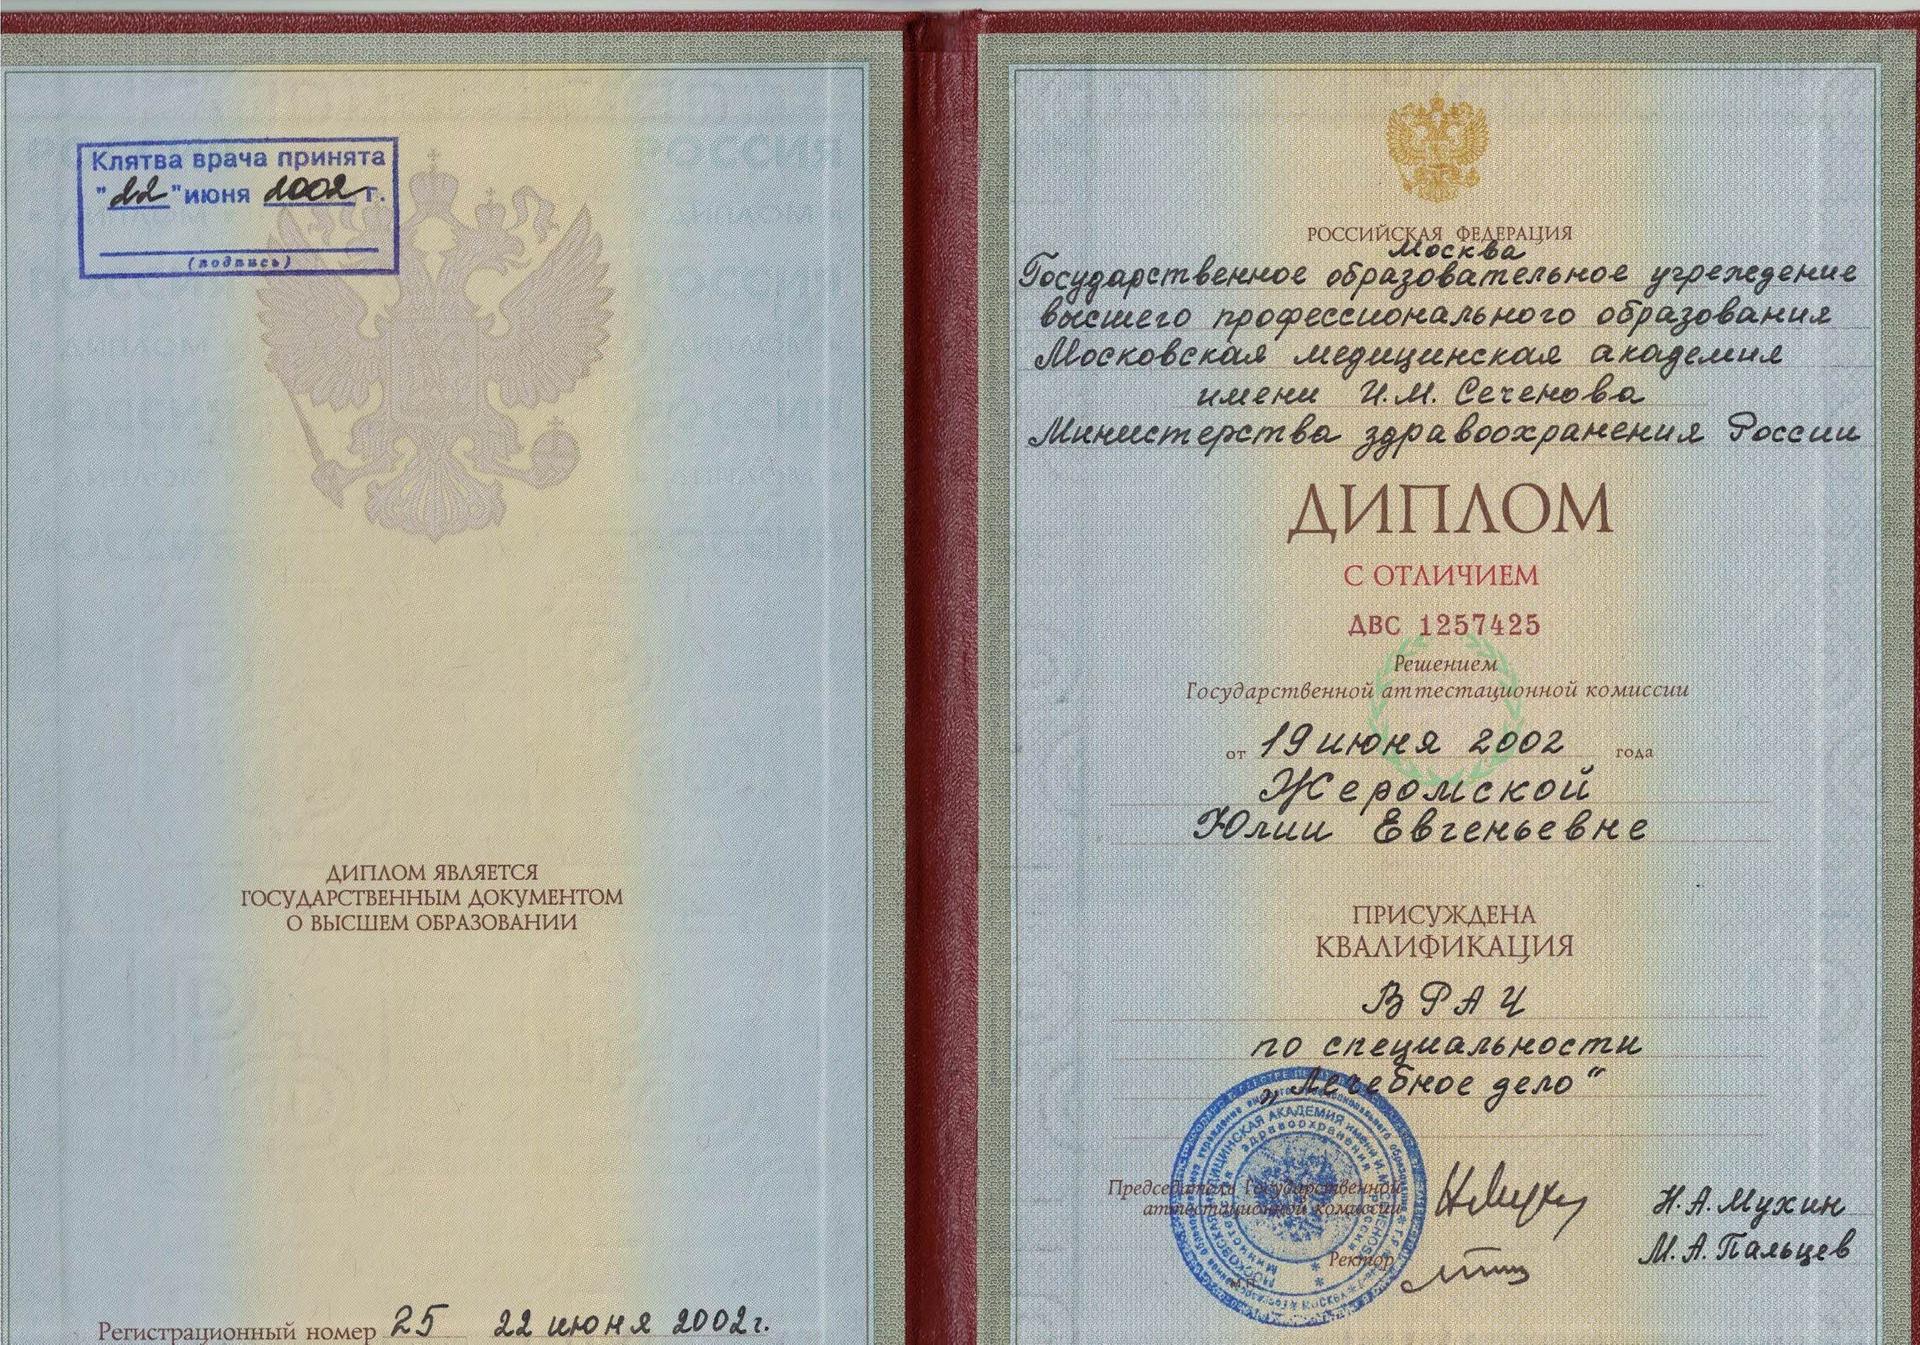 Клятва врача принята
"22" июня 2002 г.
(подпись)
ДИПЛОМ ЯВЛЯЕТСЯ
ГОСУДАРСТВЕННЫМ ДОКУМЕНТОМ
О ВЫСШЕМ ОБРАЗОВАНИИ
Регистрационный номер 25 22 июня 2002г.
РОССИЙСКАЯ ФЕДЕРАЦИЯ
Москва
Государственное образовательное учреждение
высшего профессионального образования
Московская медицинская академия
имени И.М. Сеченова
Министерства здравоохранения России
ДИПЛОМ
С ОТЛИЧИЕМ
ДВС 1257425
Решением
Государственной аттестационной комиссии
от 19 июня 2002 года
Жеромской
Юлии Евгеньевне
ПРИСУЖДЕНА
КВАЛИФИКАЦИЯ
ВРАЧ
по специальности
„Лечебное дело“
Председатель Государственной
аттестационной комиссии
Н.А.Мухин
Ректор
М.А.Пальцев
М.П.